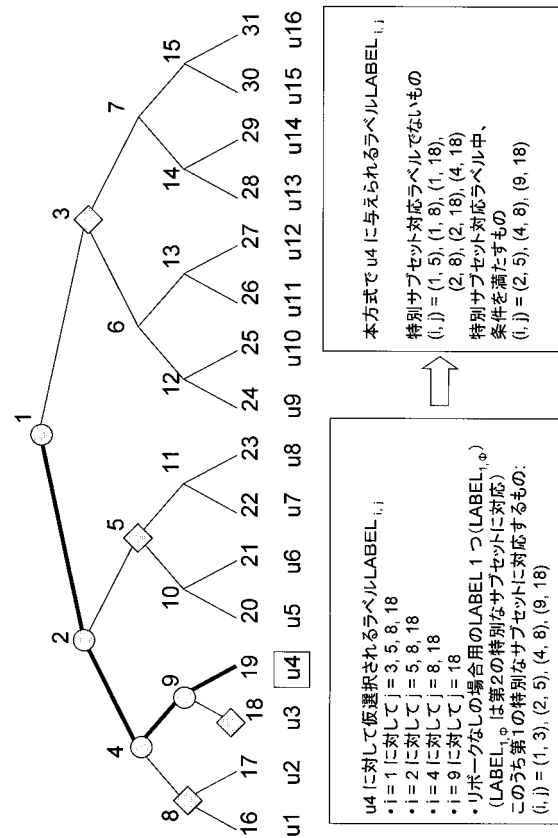 1
2
3
4
5
6
7
8
9
10
11
12
13
14
15
16
17
18
19
20
21
22
23
24
25
26
27
28
29
30
31
u1
u2
u3
u4
u5
u6
u7
u8
u9
u10
u11
u12
u13
u14
u15
u16
u4 に対して仮選択されるラベルLABEL i, j
・i = 1 に対して j = 3, 5, 8, 18
・i = 2 に対して j = 5, 8, 18
・i = 4 に対して j = 8, 18
・i = 9 に対して j = 18
・リボークなしの場合用のLABEL 1 つ (LABEL1,Φ)
(LABEL1,Φ は第2の特別なサブセットに対応)
このうち第1の特別なサブセットに対応するもの:
(i, j) = (1, 3), (2, 5), (4, 8), (9, 18)
本方式で u4 に与えられるラベルLABEL i, j
特別サブセット対応ラベルでないもの
(i, j) = (1, 5), (1, 8), (1, 18),
(2, 8), (2, 18), (4, 18)
特別サブセット対応ラベル中、
条件を満たすもの
(i, j) = (2, 5), (4, 8), (9, 18)